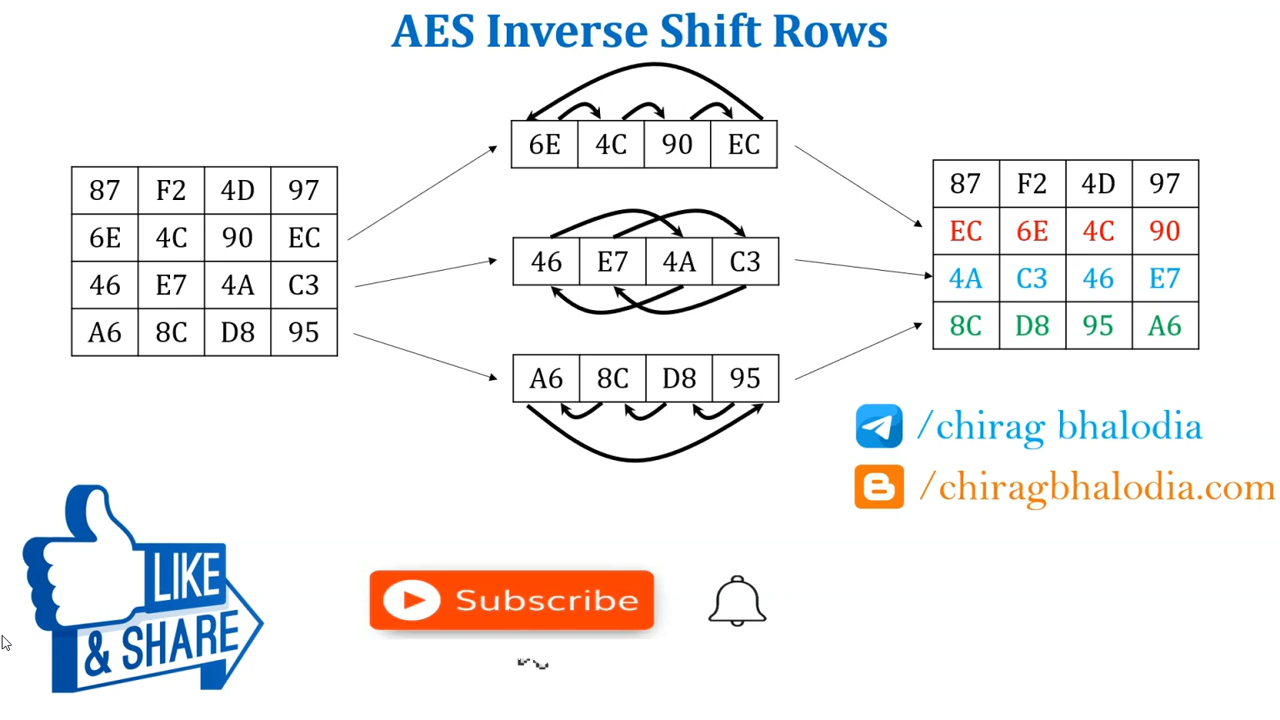 AES Inverse Shift Rows
87 F2 4D 97
6E 4C 90 EC
46 E7 4A C3
A6 8C D8 95
6E 4C 90 EC
46 E7 4A C3
A6 8C D8 95
87 F2 4D 97
EC 6E 4C 90
4A C3 46 E7
8C D8 95 A6
/chirag bhalodia
/chiragbhalodia.com
LIKE
& SHARE
Subscribe